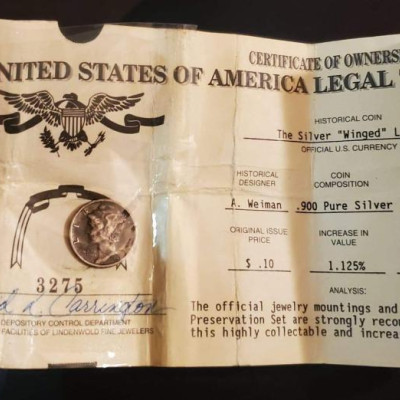 CERTIFICATE OF OWNERS
UNITED STATES OF AMERICA LEGAL
HISTORICAL COIN
The Silver "Winged" L
OFFICIAL U.S. CURRENCY
HISTORICAL DESIGNER
COIN COMPOSITION
A. Weiman
.900 Pure Silver
ORIGINAL ISSUE PRICE
INCREASE IN VALUE
$ .10
1.125%
ANALYSIS:
3275
Carrington
DEPOSITORY CONTROL DEPARTMENT
FACILITIES OF LINDENWOLD FINE JEWELERS
The official jewelry mountings and
Preservation Set are strongly reco
this highly collectable and increa